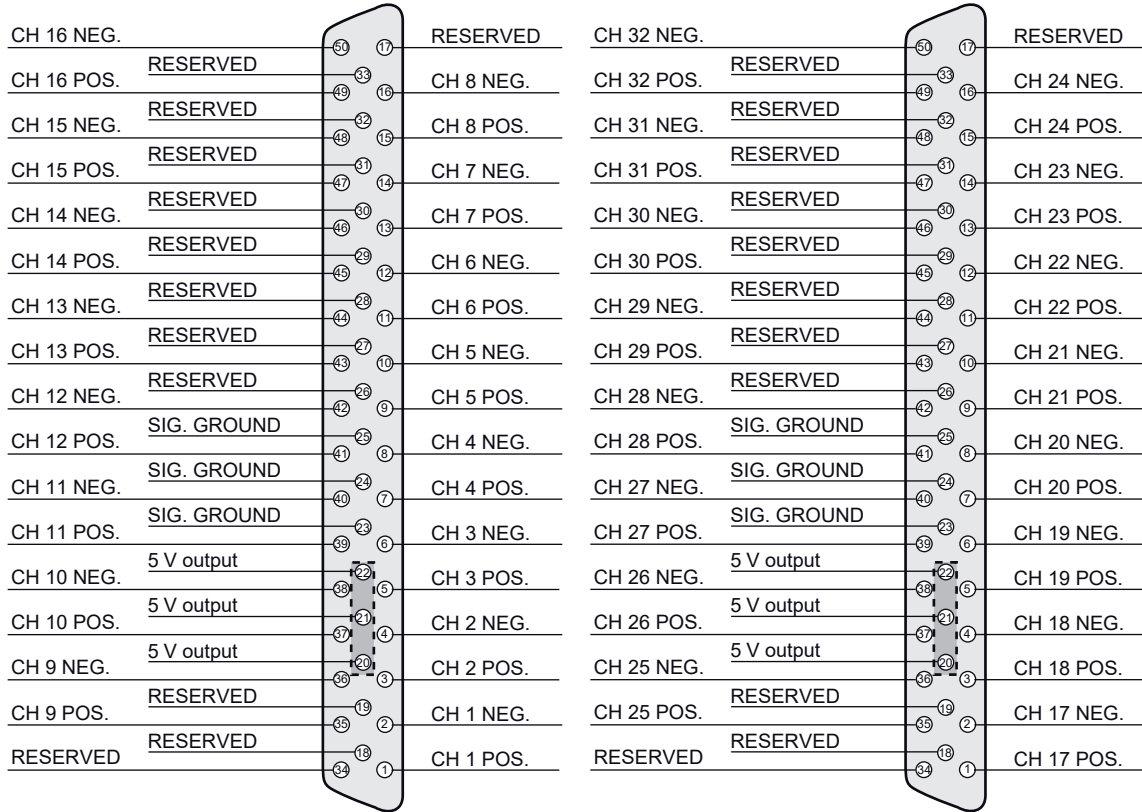 CH 16 NEG. 50 17 RESERVED
RESERVED 33
CH 16 POS. 49 16 CH 8 NEG.
RESERVED 32
CH 15 NEG. 48 15 CH 8 POS.
RESERVED 31
CH 15 POS. 47 14 CH 7 NEG.
RESERVED 30
CH 14 NEG. 46 13 CH 7 POS.
RESERVED 29
CH 14 POS. 45 12 CH 6 NEG.
RESERVED 28
CH 13 NEG. 44 11 CH 6 POS.
RESERVED 27
CH 13 POS. 43 10 CH 5 NEG.
RESERVED 26
CH 12 NEG. 42 9 CH 5 POS.
SIG. GROUND 25
CH 12 POS. 41 8 CH 4 NEG.
SIG. GROUND 24
CH 11 NEG. 40 7 CH 4 POS.
SIG. GROUND 23
CH 11 POS. 39 6 CH 3 NEG.
5 V output 22
CH 10 NEG. 38 5 CH 3 POS.
5 V output 21
CH 10 POS. 37 4 CH 2 NEG.
5 V output 20
CH 9 NEG. 36 3 CH 2 POS.
RESERVED 19
CH 9 POS. 35 2 CH 1 NEG.
RESERVED 18
RESERVED 34 1 CH 1 POS.
CH 32 NEG. 50 17 RESERVED
RESERVED 33
CH 32 POS. 49 16 CH 24 NEG.
RESERVED 32
CH 31 NEG. 48 15 CH 24 POS.
RESERVED 31
CH 31 POS. 47 14 CH 23 NEG.
RESERVED 30
CH 30 NEG. 46 13 CH 23 POS.
RESERVED 29
CH 30 POS. 45 12 CH 22 NEG.
RESERVED 28
CH 29 NEG. 44 11 CH 22 POS.
RESERVED 27
CH 29 POS. 43 10 CH 21 NEG.
RESERVED 26
CH 28 NEG. 42 9 CH 21 POS.
SIG. GROUND 25
CH 28 POS. 41 8 CH 20 NEG.
SIG. GROUND 24
CH 27 NEG. 40 7 CH 20 POS.
SIG. GROUND 23
CH 27 POS. 39 6 CH 19 NEG.
5 V output 22
CH 26 NEG. 38 5 CH 19 POS.
5 V output 21
CH 26 POS. 37 4 CH 18 NEG.
5 V output 20
CH 25 NEG. 36 3 CH 18 POS.
RESERVED 19
CH 25 POS. 35 2 CH 17 NEG.
RESERVED 18
RESERVED 34 1 CH 17 POS.